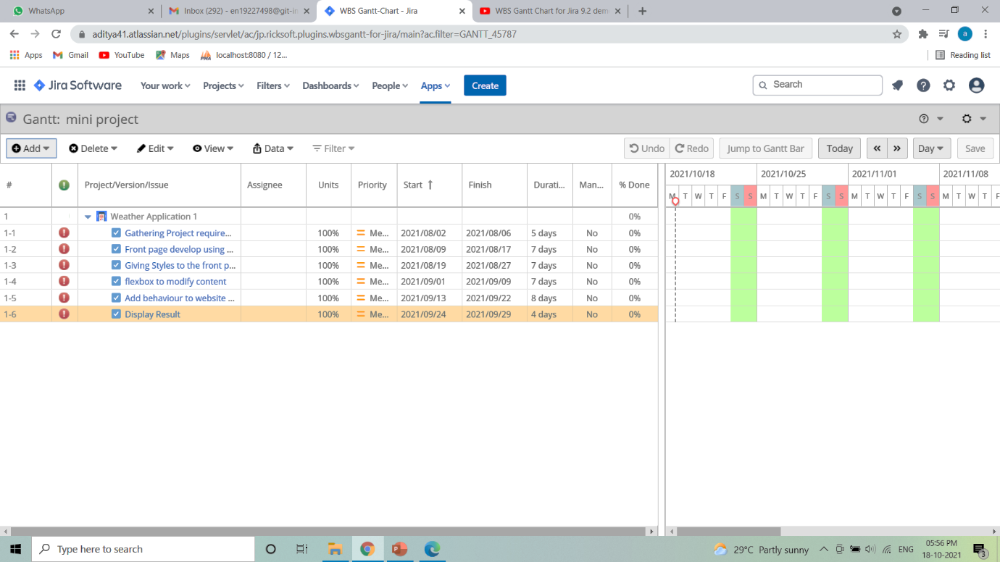 WhatsApp
Inbox (292) - en19227498@git-in
WBS Gantt-Chart - Jira
WBS Gantt Chart for Jira 9.2 dem
aditya41.atlassian.net/plugins/servlet/ac/jp.ricksoft.plugins.wbsgantt-for-jira/main?ac.filter=GANTT_45787
a
Apps Gmail YouTube Maps localhost:8080 / 12... Reading list
Jira Software Your work Projects Filters Dashboards People Apps Create Search
Gantt: mini project
Add Delete Edit View Data Filter Undo Redo Jump to Gantt Bar Today « » Day Save
# Project/Version/Issue Assignee Units Priority Start Finish Durati... Man... % Done
2021/10/18 2021/10/25 2021/11/01 2021/11/08
M T W T F S S M T W T F S S M T W T F S S M T W T F
1 Weather Application 1 0%
1-1 Gathering Project require... 100% Me... 2021/08/02 2021/08/06 5 days No 0%
1-2 Front page develop using ... 100% Me... 2021/08/09 2021/08/17 7 days No 0%
1-3 Giving Styles to the front p... 100% Me... 2021/08/19 2021/08/27 7 days No 0%
1-4 flexbox to modify content 100% Me... 2021/09/01 2021/09/09 7 days No 0%
1-5 Add behaviour to website ... 100% Me... 2021/09/13 2021/09/22 8 days No 0%
1-6 Display Result 100% Me... 2021/09/24 2021/09/29 4 days No 0%
Type here to search
29°C Partly sunny ENG
05:56 PM
18-10-2021
3